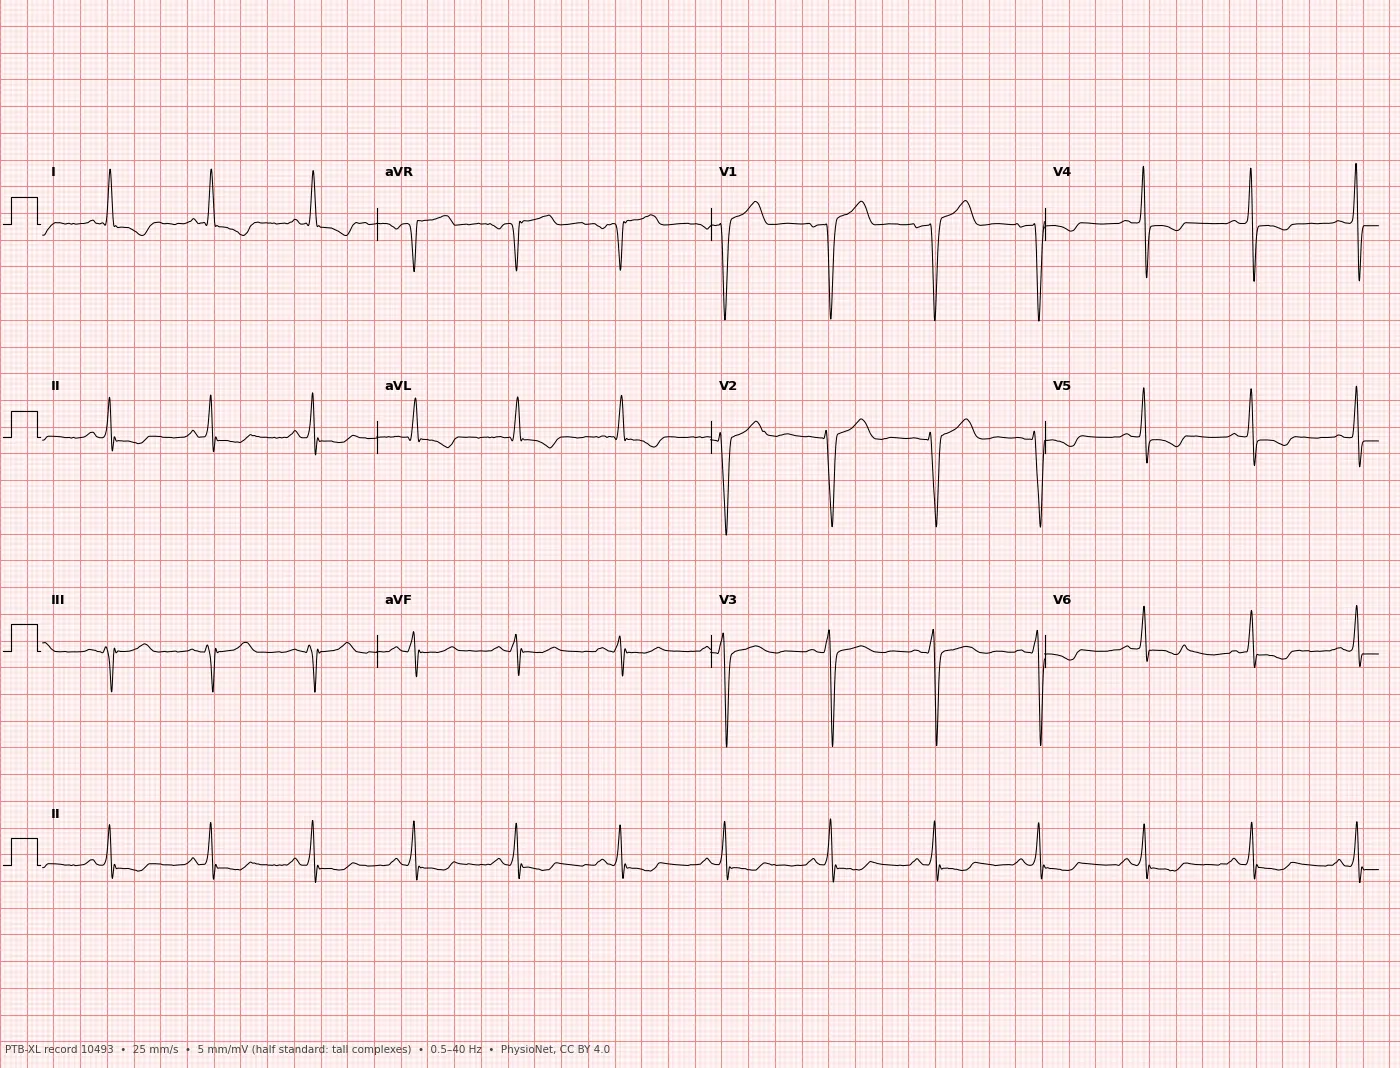 I aVR V1 V4
II aVL V2 V5
III aVF V3 V6
II
PTB-XL record 10493 • 25 mm/s • 5 mm/mV (half standard: tall complexes) • 0.5–40 Hz • PhysioNet, CC BY 4.0